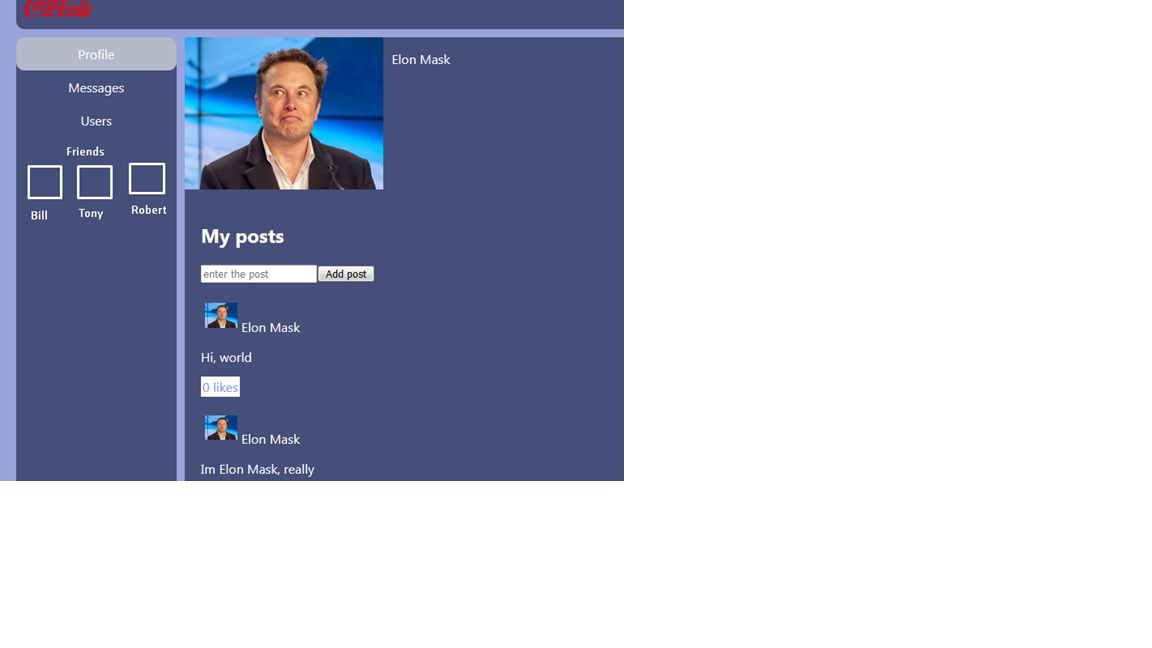 Coca Cola
Profile
Messages
Users
Friends
Bill
Tony
Robert
Elon Mask
My posts
enter the post
Add post
Elon Mask
Hi, world
0 likes
Elon Mask
Im Elon Mask, really